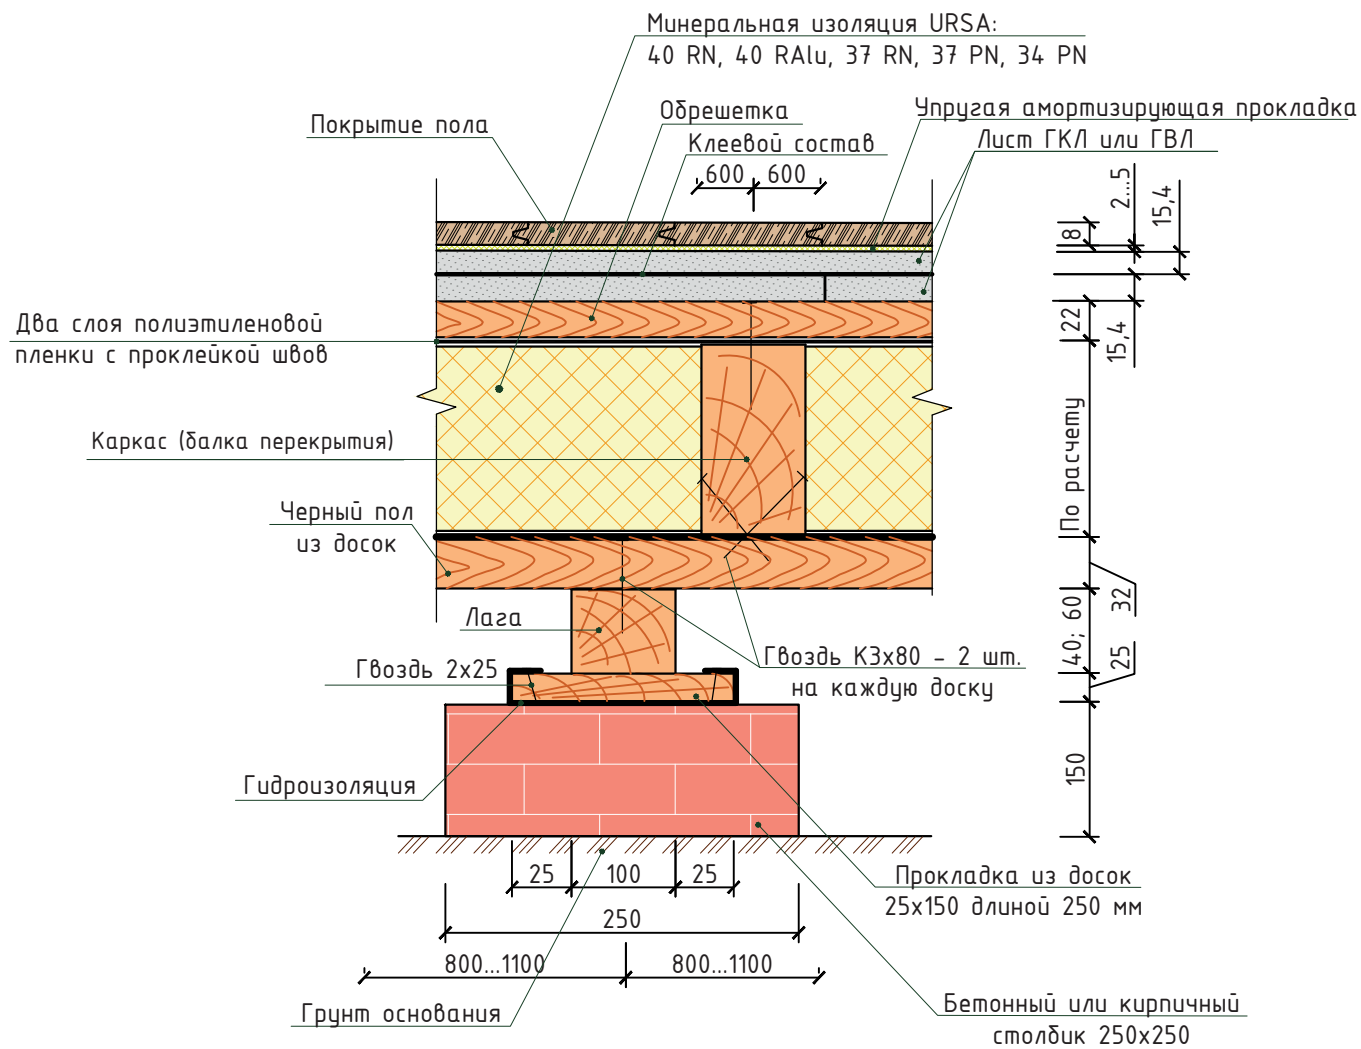 Минеральная изоляция URSA:
40 RN, 40 RAlu, 37 RN, 37 PN, 34 PN
Обрешетка
Упругая амортизирующая прокладка
Покрытие пола
Клеевой состав
Лист ГКЛ или ГВЛ
600
600
2...5
15,4
8
Два слоя полиэтиленовой
пленки с проклейкой швов
22
15,4
Каркас (балка перекрытия)
По расчету
Черный пол
из досок
32
Лага
40; 60
Гвоздь 2х25
25
Гвоздь К3х80 – 2 шт.
на каждую доску
Гидроизоляция
150
25
100
25
Прокладка из досок
25х150 длиной 250 мм
250
800...1100
800...1100
Грунт основания
Бетонный или кирпичный
столбик 250х250